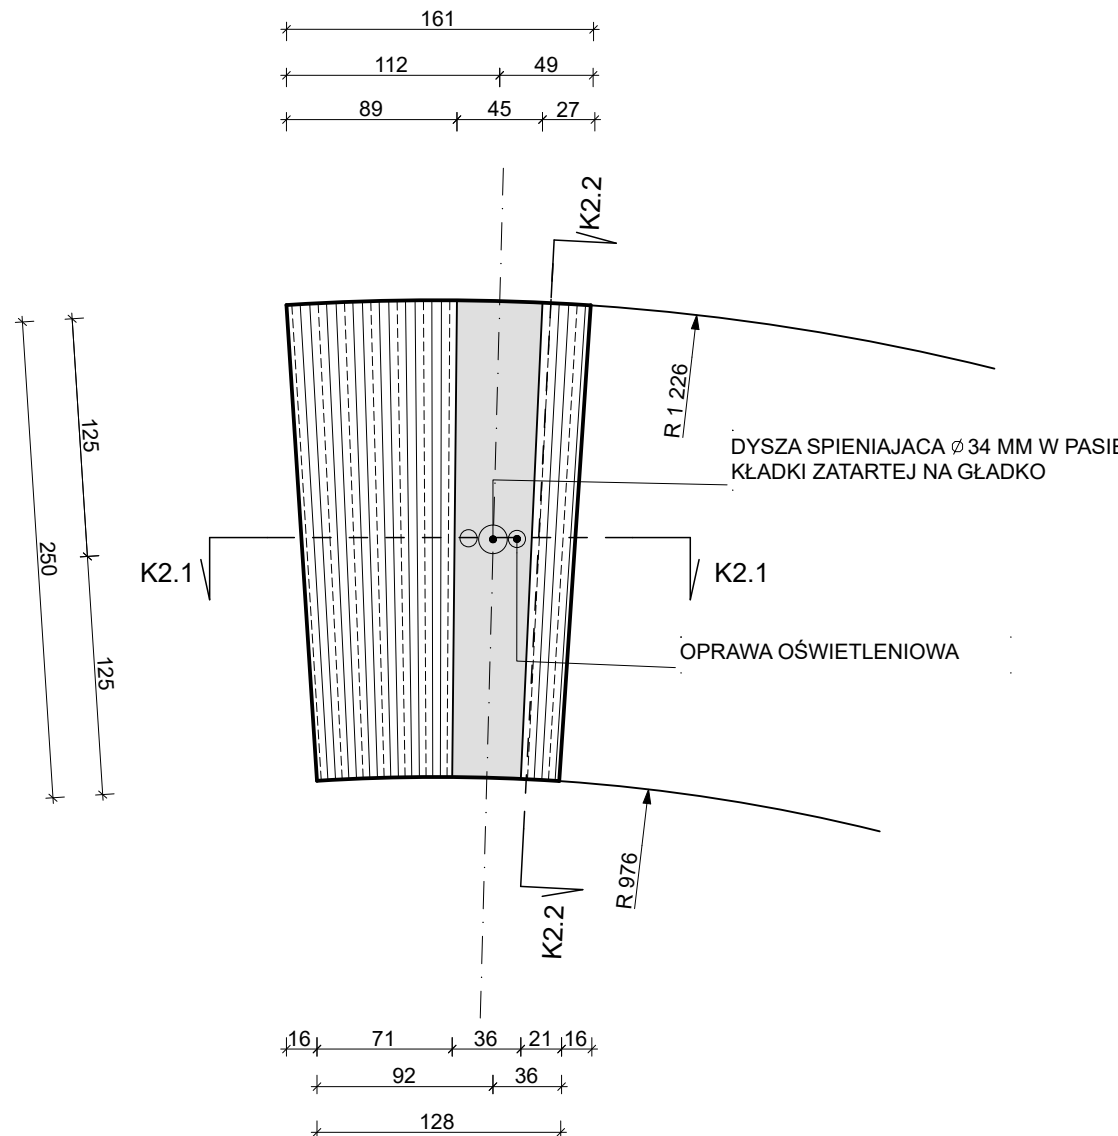 161
112 49
89 45 27
K2.2
R 1 226
125
250
125
DYSZA SPIENIAJACA ⌀ 34 MM W PASIE
KŁADKI ZATARTEJ NA GŁADKO
K2.1 K2.1
OPRAWA OŚWIETLENIOWA
R 976
K2.2
16 71 36 21 16
92 36
128